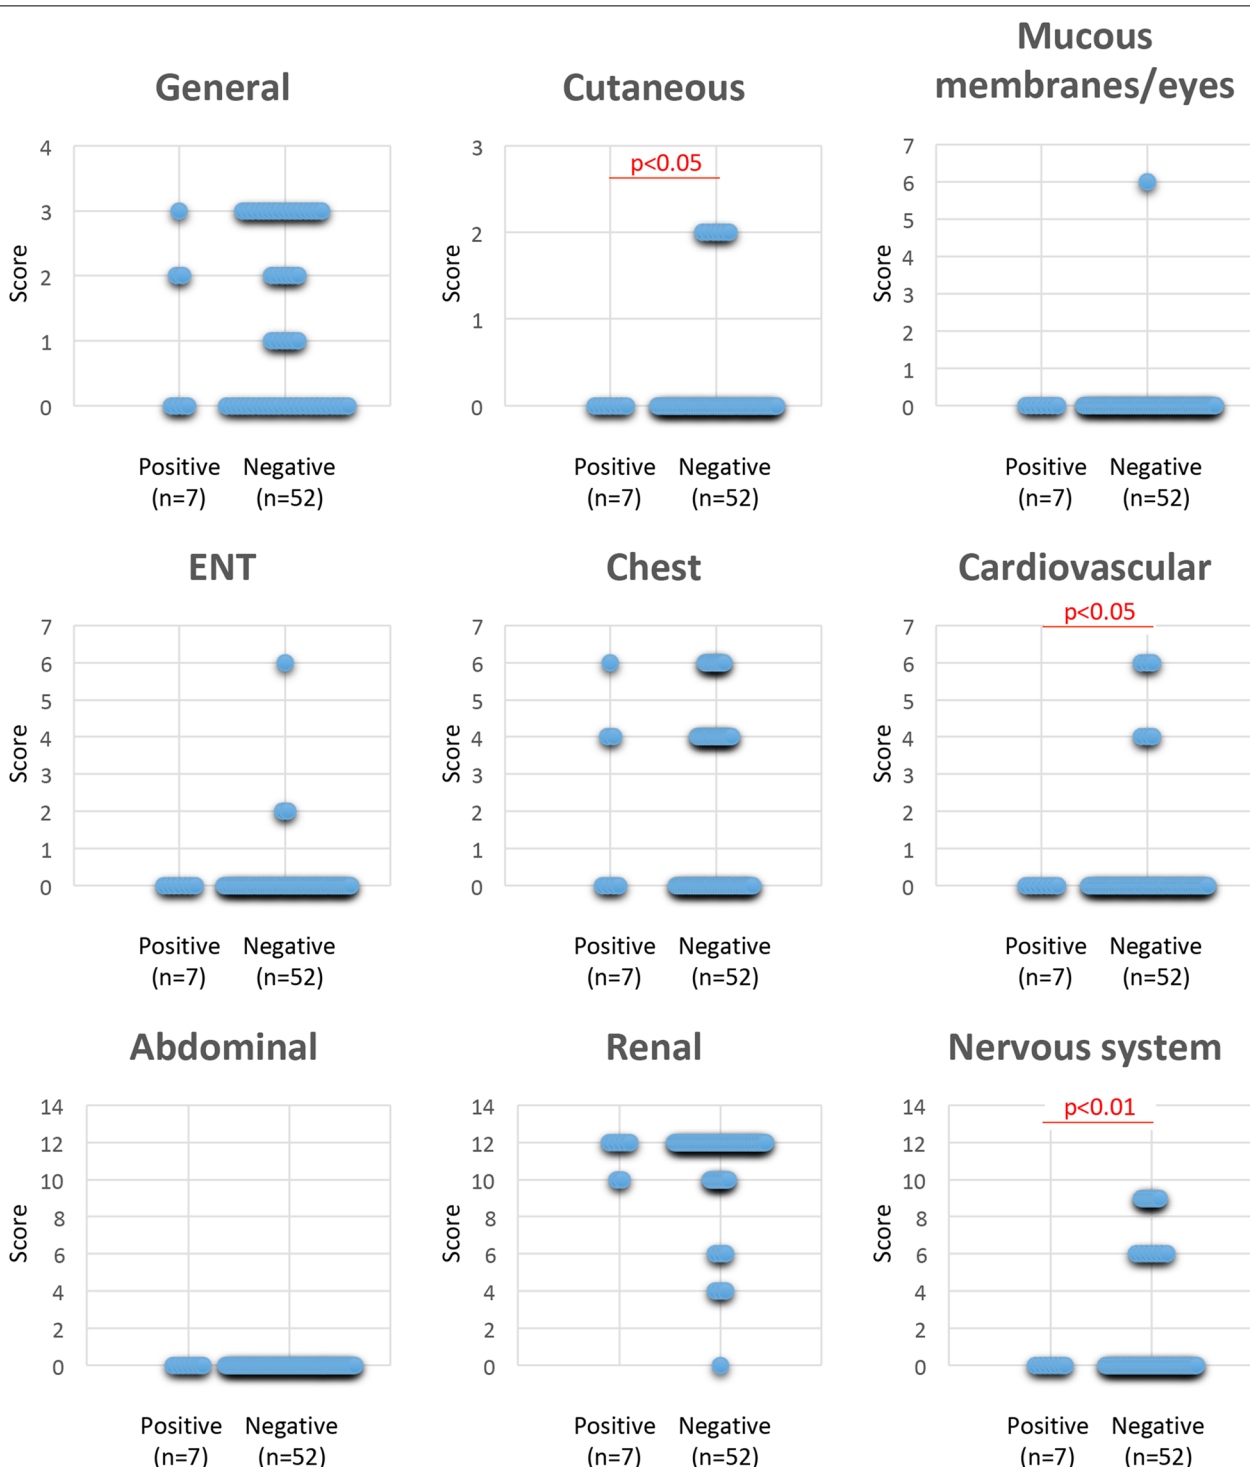 General
4
3
2
1
0
Score
Positive
(n=7)
Negative
(n=52)
Cutaneous
p<0.05
3
2
1
0
Score
Positive
(n=7)
Negative
(n=52)
Mucous
membranes/eyes
7
6
5
4
3
2
1
0
Score
Positive
(n=7)
Negative
(n=52)
ENT
7
6
5
4
3
2
1
0
Score
Positive
(n=7)
Negative
(n=52)
Chest
7
6
5
4
3
2
1
0
Score
Positive
(n=7)
Negative
(n=52)
Cardiovascular
p<0.05
7
6
5
4
3
2
1
0
Score
Positive
(n=7)
Negative
(n=52)
Abdominal
14
12
10
8
6
4
2
0
Score
Positive
(n=7)
Negative
(n=52)
Renal
14
12
10
8
6
4
2
0
Score
Positive
(n=7)
Negative
(n=52)
Nervous system
p<0.01
14
12
10
8
6
4
2
0
Score
Positive
(n=7)
Negative
(n=52)